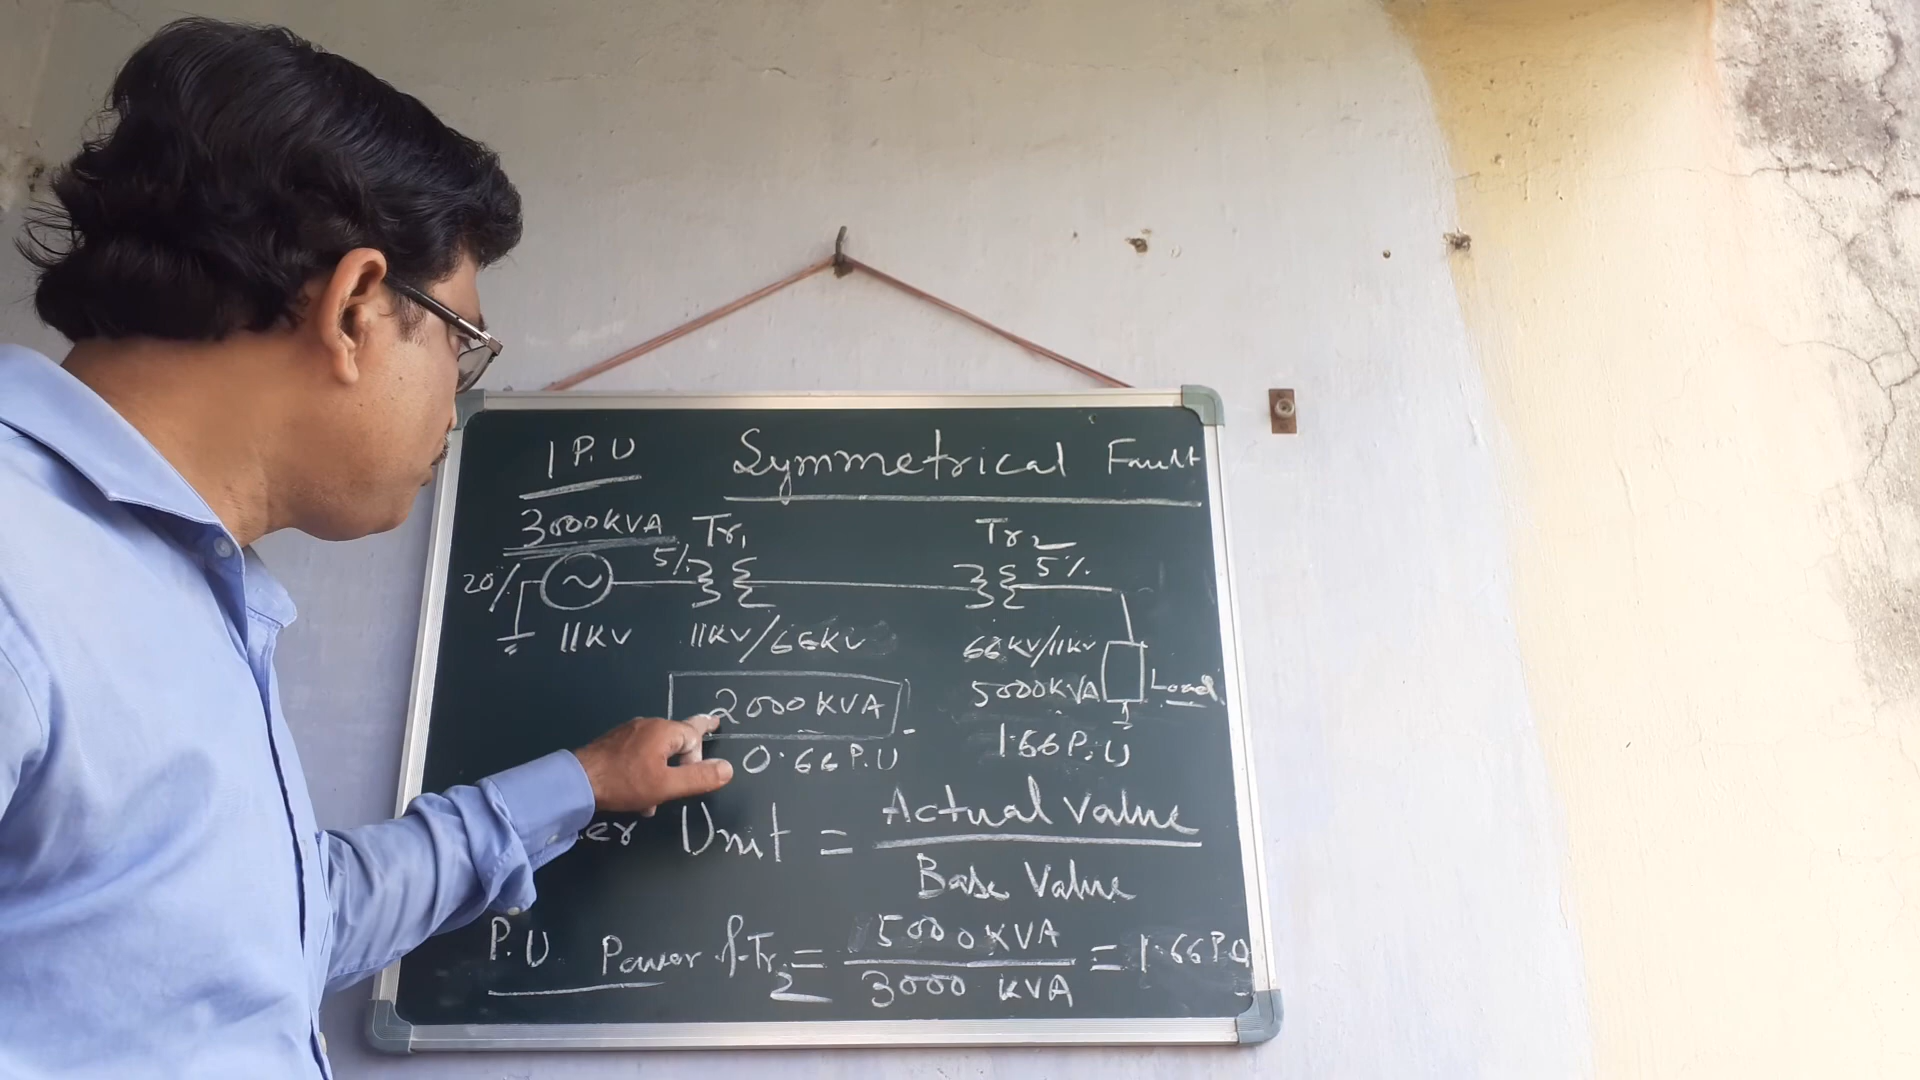 1 P.U
Symmetrical Fault
3000KVA
Tr1
Tr2
20%
5%
5%
11KV
11KV/66KV
66KV/11KV
2000KVA
5000KVA
Load
0.66P.U
1.66P.U
Unit = Actual Value
Base Value
P.U Power of Tr2 = 5000KVA = 1.66P.U
3000 KVA